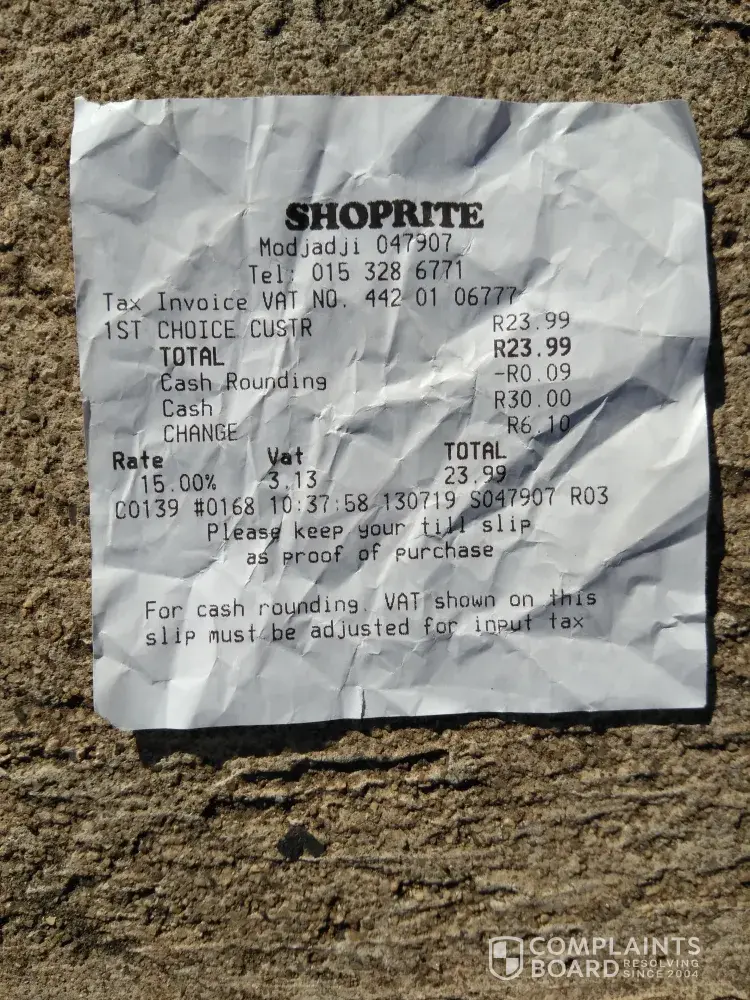 SHOPRITE
Modjadji 047907
Tel: 015 328 6771
Tax Invoice VAT NO. 442 01 06777
1ST CHOICE CUSTR R23.99
TOTAL R23.99
Cash Rounding -R0.09
Cash R30.00
CHANGE R6.10
Rate Vat TOTAL
15.00% 3.13 23.99
C0139 #0168 10:37:58 130719 S047907 R03
Please keep your till slip
as proof of purchase
For cash rounding, VAT shown on this
slip must be adjusted for input tax
COMPLAINTS
BOARD RESOLVING SINCE 2004